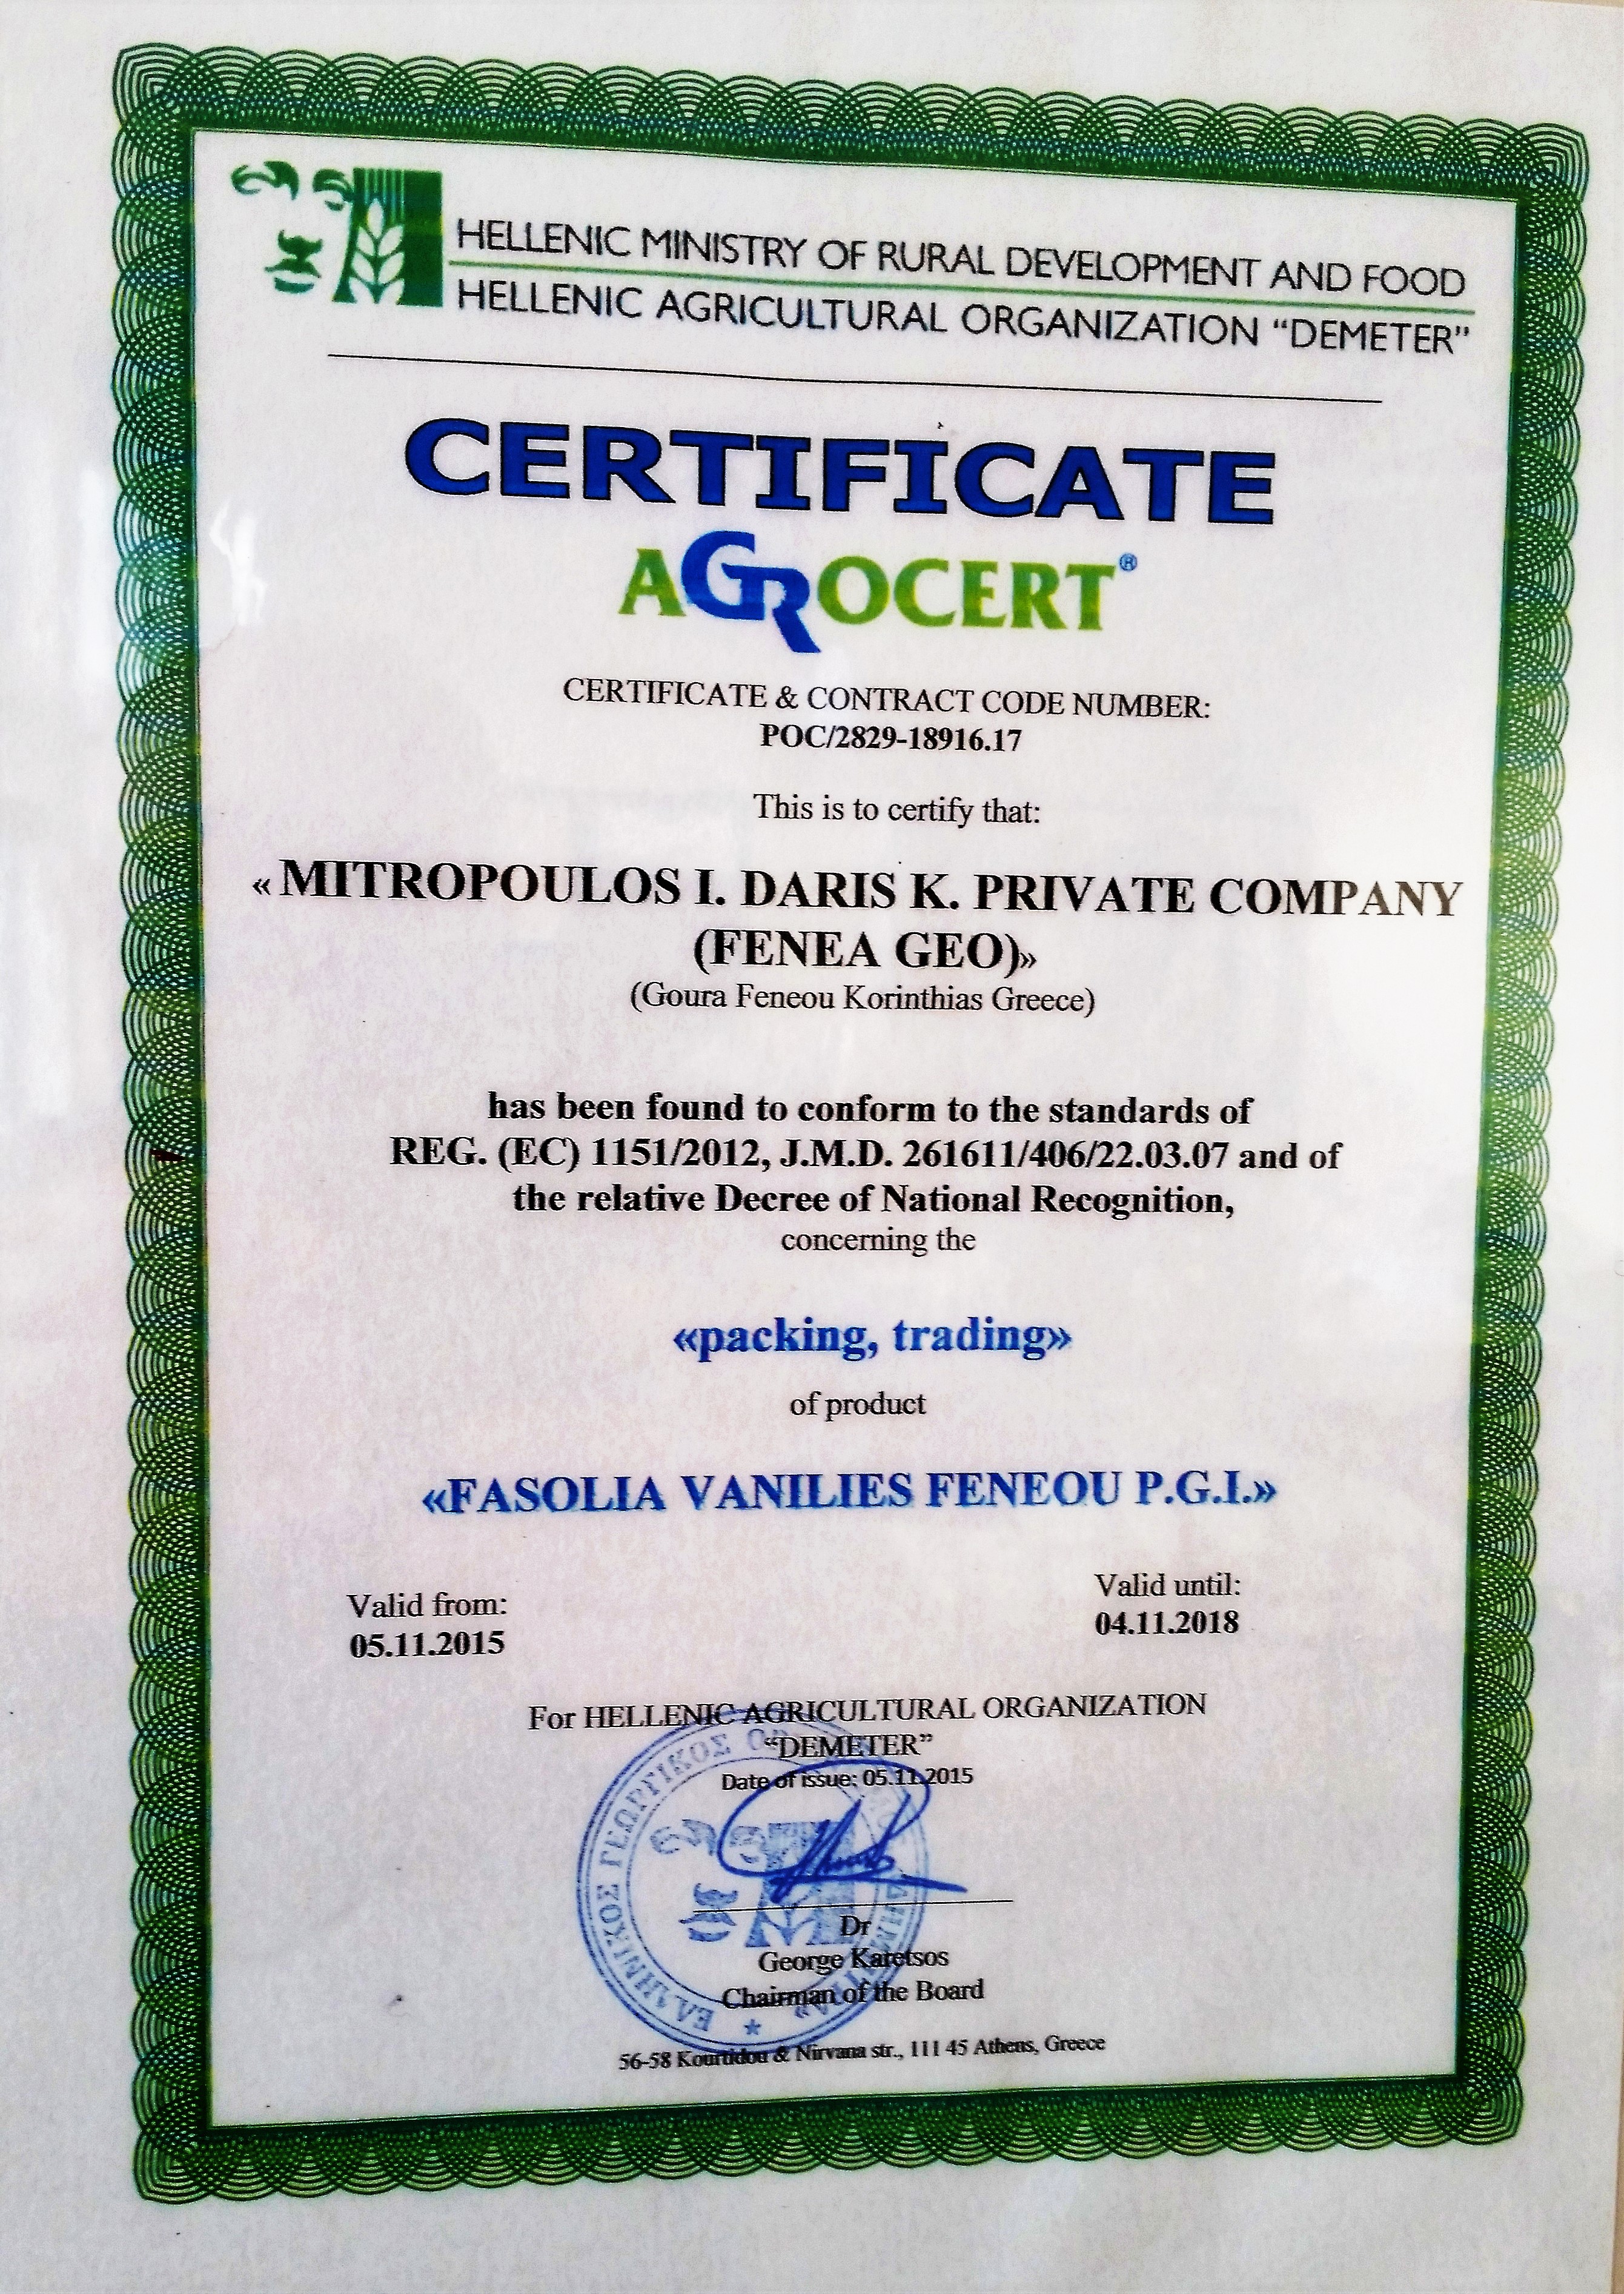 HELLENIC MINISTRY OF RURAL DEVELOPMENT AND FOOD
HELLENIC AGRICULTURAL ORGANIZATION “DEMETER”
CERTIFICATE
AGROCERT®
CERTIFICATE & CONTRACT CODE NUMBER:
POC/2829-18916.17
This is to certify that:
« MITROPOULOS I. DARIS K. PRIVATE COMPANY
(FENEA GEO)»
(Goura Feneou Korinthias Greece)
has been found to conform to the standards of
REG. (EC) 1151/2012, J.M.D. 261611/406/22.03.07 and of
the relative Decree of National Recognition,
concerning the
«packing, trading»
of product
«FASOLIA VANILIES FENEOU P.G.I.»
Valid from:
05.11.2015
Valid until:
04.11.2018
For HELLENIC AGRICULTURAL ORGANIZATION
“DEMETER”
Date of issue: 05.11.2015
ΕΛΛΗΝΙΚΟΣ ΓΕΩΡΓΙΚΟΣ
Dr
George Karetsos
Chairman of the Board
56-58 Kourtidou & Nirvana str., 111 45 Athens, Greece